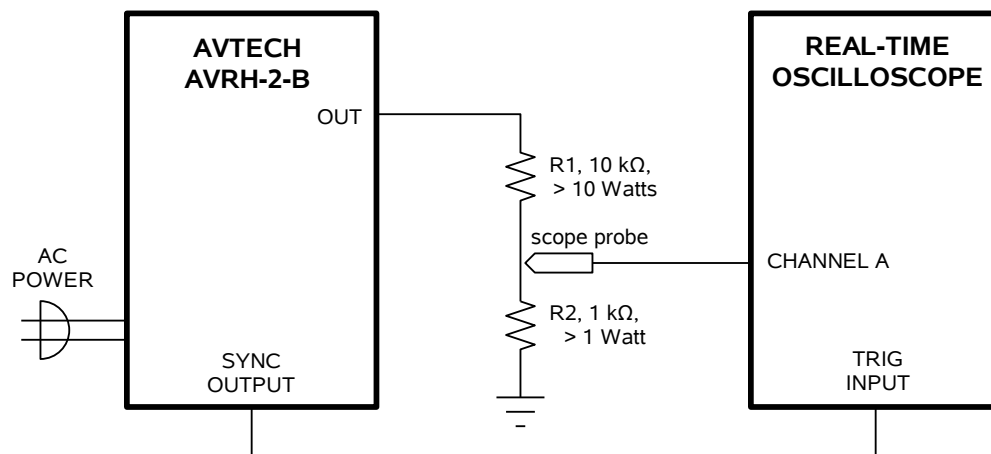 AVTECH
AVRH-2-B
OUT
REAL-TIME
OSCILLOSCOPE
R1, 10 kΩ,
> 10 Watts
scope probe
CHANNEL A
AC
POWER
R2, 1 kΩ,
> 1 Watt
SYNC
OUTPUT
TRIG
INPUT